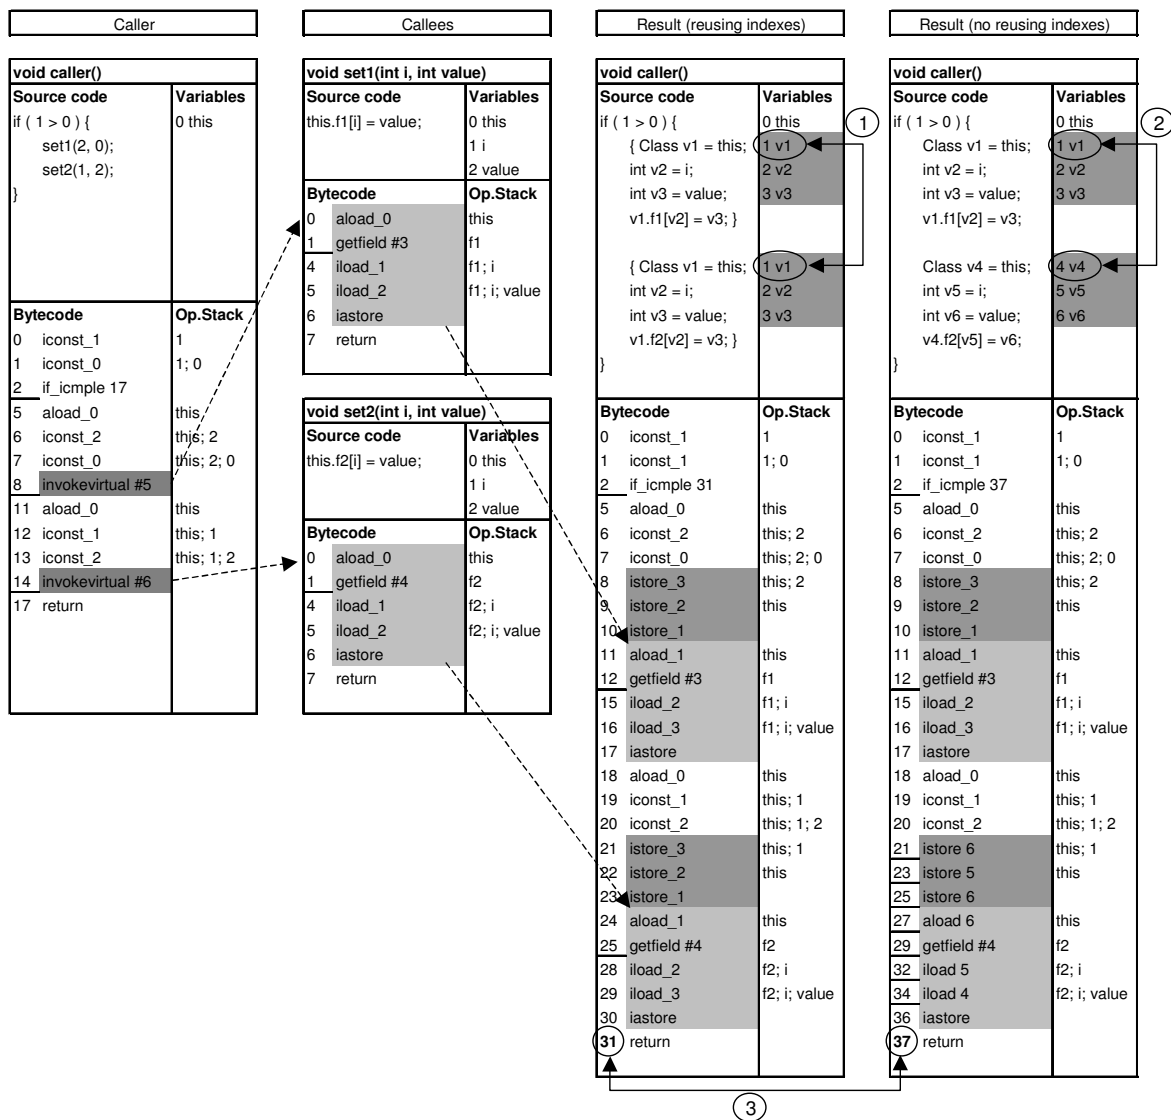 Caller
void caller()
Source code Variables
if ( 1 > 0 ) { 0 this
set1(2, 0);
set2(1, 2);
}
Bytecode Op.Stack
0 iconst_1 1
1 iconst_0 1; 0
2 if_icmple 17
5 aload_0 this
6 iconst_2 this; 2
7 iconst_0 this; 2; 0
8 invokevirtual #5
11 aload_0 this
12 iconst_1 this; 1
13 iconst_2 this; 1; 2
14 invokevirtual #6
17 return
Callees
void set1(int i, int value)
Source code Variables
this.f1[i] = value; 0 this
1 i
2 value
Bytecode Op.Stack
0 aload_0 this
1 getfield #3 f1
4 iload_1 f1; i
5 iload_2 f1; i; value
6 iastore
7 return
void set2(int i, int value)
Source code Variables
this.f2[i] = value; 0 this
1 i
2 value
Bytecode Op.Stack
0 aload_0 this
1 getfield #4 f2
4 iload_1 f2; i
5 iload_2 f2; i; value
6 iastore
7 return
Result (reusing indexes)
void caller()
Source code Variables
if ( 1 > 0 ) { 0 this
{ Class v1 = this; 1 v1
int v2 = i; 2 v2
int v3 = value; 3 v3
v1.f1[v2] = v3; }
{ Class v1 = this; 1 v1
int v2 = i; 2 v2
int v3 = value; 3 v3
v1.f2[v2] = v3; }
}
1
Bytecode Op.Stack
0 iconst_1 1
1 iconst_1 1; 0
2 if_icmple 31
5 aload_0 this
6 iconst_2 this; 2
7 iconst_0 this; 2; 0
8 istore_3 this; 2
9 istore_2 this
10 istore_1
11 aload_1 this
12 getfield #3 f1
15 iload_2 f1; i
16 iload_3 f1; i; value
17 iastore
18 aload_0 this
19 iconst_1 this; 1
20 iconst_2 this; 1; 2
21 istore_3 this; 1
22 istore_2 this
23 istore_1
24 aload_1 this
25 getfield #4 f2
28 iload_2 f2; i
29 iload_3 f2; i; value
30 iastore
31 return
Result (no reusing indexes)
void caller()
Source code Variables
if ( 1 > 0 ) { 0 this
Class v1 = this; 1 v1
int v2 = i; 2 v2
int v3 = value; 3 v3
v1.f1[v2] = v3;
Class v4 = this; 4 v4
int v5 = i; 5 v5
int v6 = value; 6 v6
v4.f2[v5] = v6;
}
2
Bytecode Op.Stack
0 iconst_1 1
1 iconst_1 1; 0
2 if_icmple 37
5 aload_0 this
6 iconst_2 this; 2
7 iconst_0 this; 2; 0
8 istore_3 this; 2
9 istore_2 this
10 istore_1
11 aload_1 this
12 getfield #3 f1
15 iload_2 f1; i
16 iload_3 f1; i; value
17 iastore
18 aload_0 this
19 iconst_1 this; 1
20 iconst_2 this; 1; 2
21 istore 6 this; 1
23 istore 5 this
25 istore 6
27 aload 6 this
29 getfield #4 f2
32 iload 5 f2; i
34 iload 4 f2; i; value
36 iastore
37 return
3